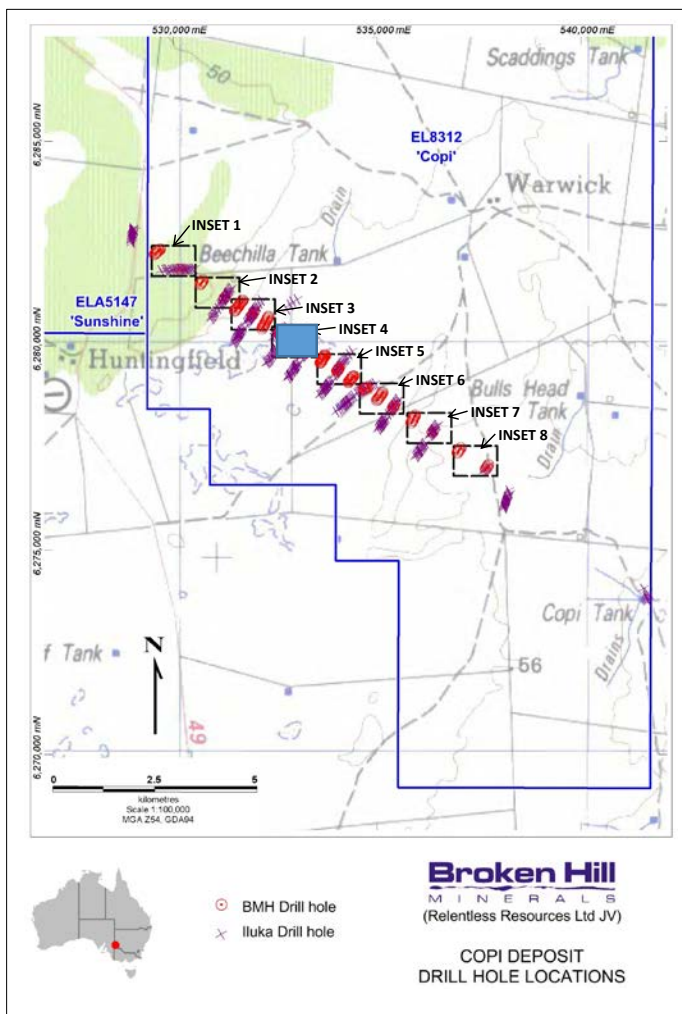 530,000 mE
535,000 mE
540,000 mE
50
Scaddings Tank
6,285,000 mN
EL8312
'Copi'
Warwick
Drain
INSET 1
Beechilla Tank
INSET 2
ELA5147
'Sunshine'
INSET 3
6,280,000 mN
INSET 4
Huntingfield
INSET 5
INSET 6
Bulls Head
Tank
INSET 7
Drain
INSET 8
6,275,000 mN
Copi Tank
N
f Tank
56
Drains
49
6,270,000 mN
0
2.5
5
kilometres
Scale 1:100,000
MGA Z54, GDA94
BMH Drill hole
Iluka Drill hole
Broken Hill
MINERALS
(Relentless Resources Ltd JV)
COPI DEPOSIT
DRILL HOLE LOCATIONS